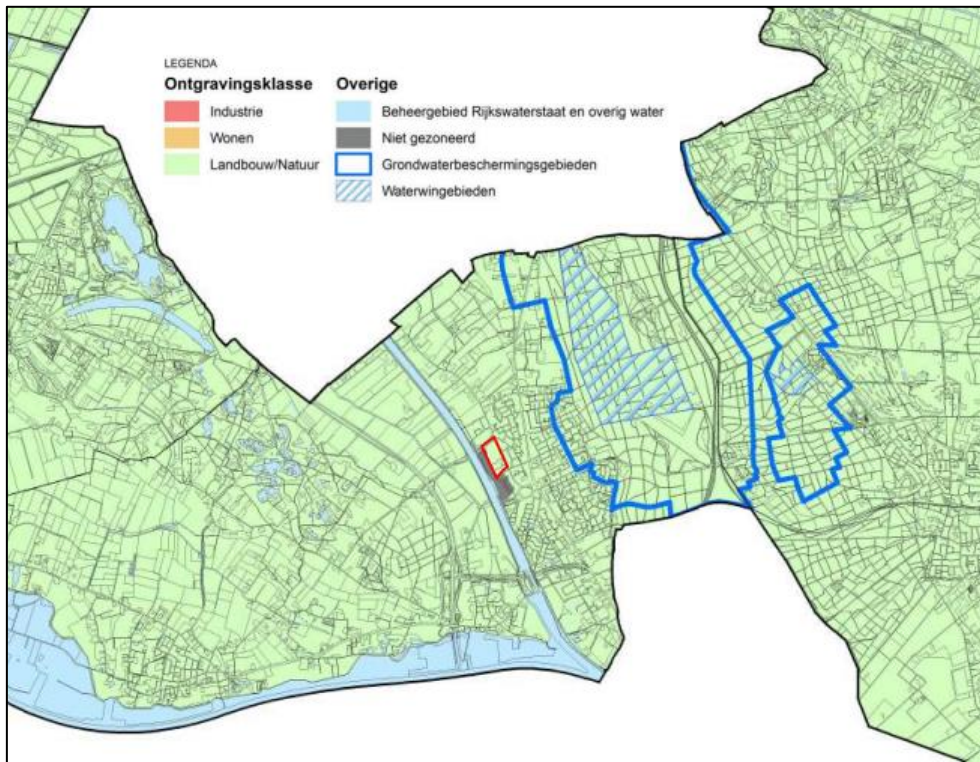 LEGENDA
Ontgravingsklasse
Industrie
Wonen
Landbouw/Natuur
Overige
Beheergebied Rijkswaterstaat en overig water
Niet gezoneerd
Grondwaterbeschermingsgebieden
Waterwingebieden